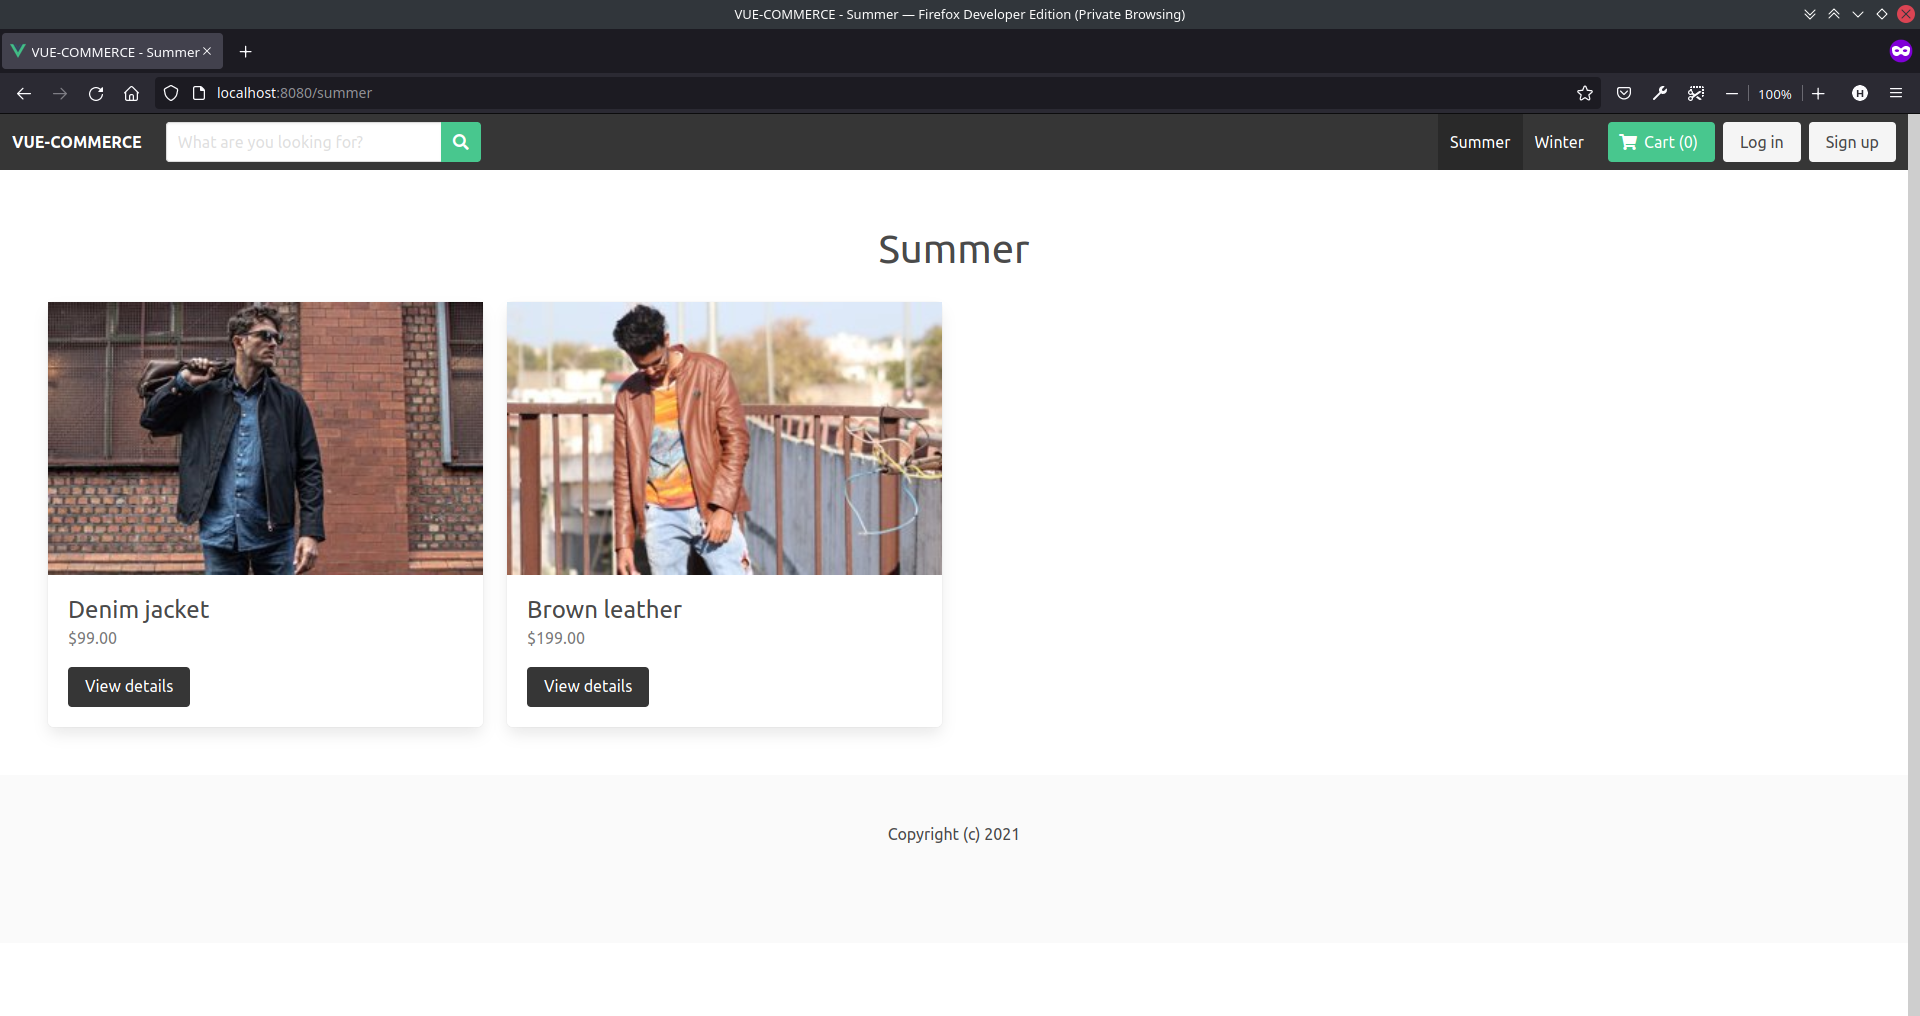 VUE-COMMERCE - Summer — Firefox Developer Edition (Private Browsing)
VUE-COMMERCE - Summer
localhost:8080/summer
100%
H
VUE-COMMERCE
What are you looking for?
Summer
Winter
Cart (0)
Log in
Sign up
Summer
Denim jacket
$99.00
View details
Brown leather
$199.00
View details
Copyright (c) 2021